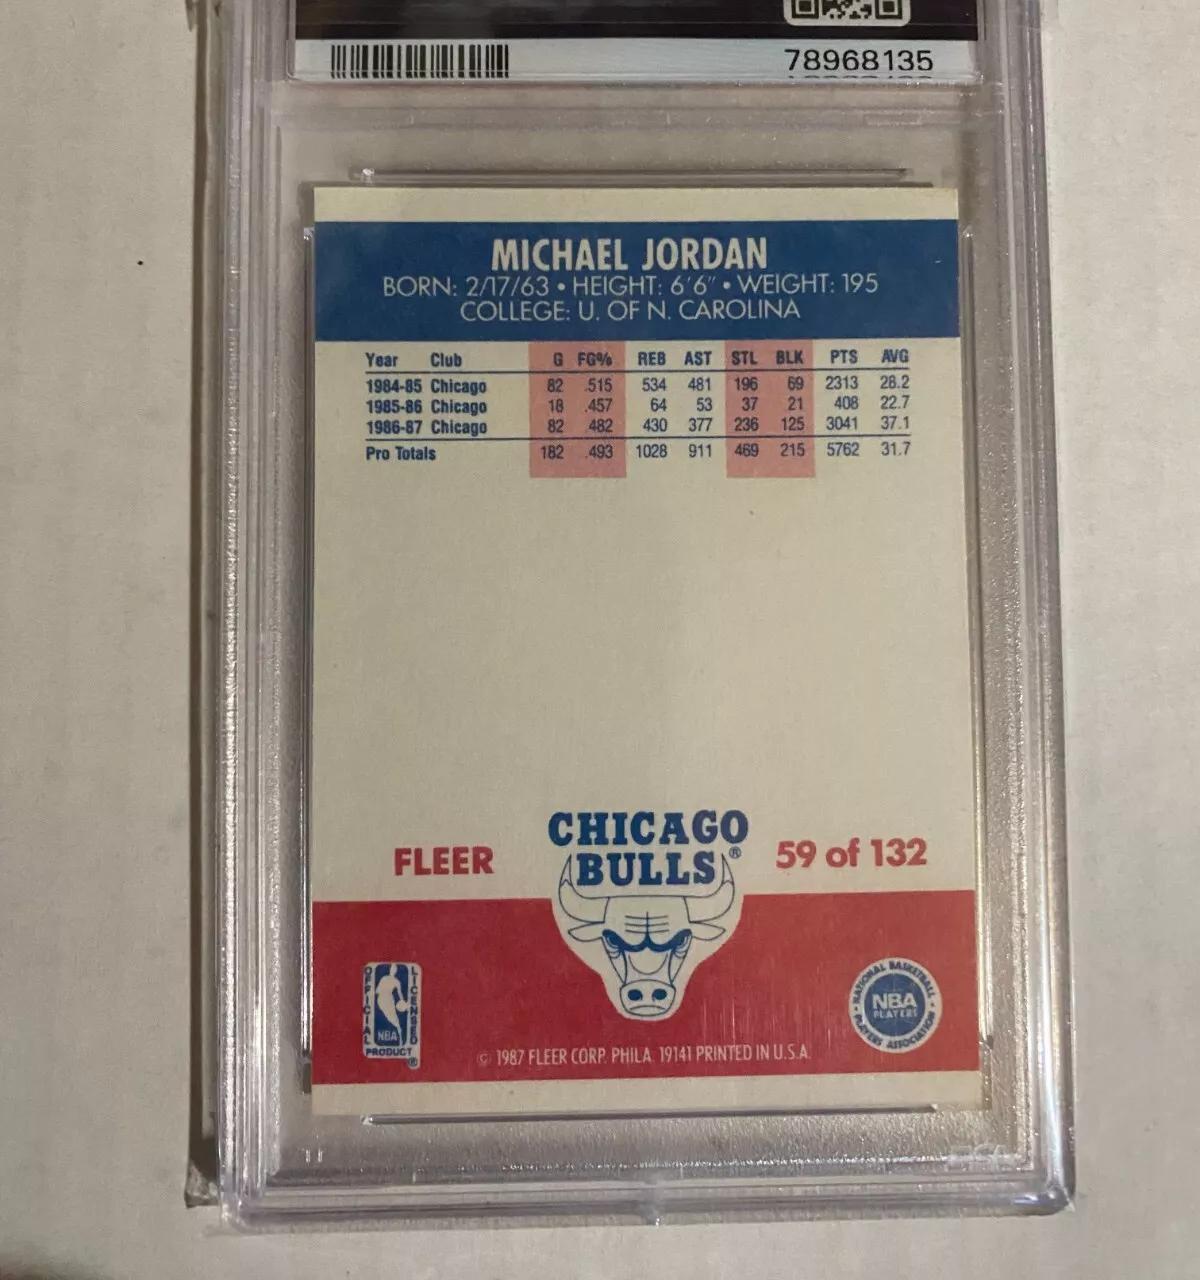 78968135
MICHAEL JORDAN
BORN: 2/17/63 • HEIGHT: 6'6" • WEIGHT: 195
COLLEGE: U. OF N. CAROLINA
Year Club G FG% REB AST STL BLK PTS AVG
1984-85 Chicago 82 .515 534 481 196 69 2313 28.2
1985-86 Chicago 18 .457 64 53 37 21 408 22.7
1986-87 Chicago 82 .482 430 377 236 125 3041 37.1
Pro Totals 182 .493 1028 911 469 215 5762 31.7
CHICAGO
BULLS®
FLEER
59 of 132
OFFICIAL
LICENSED
NBA
PRODUCT ®
NATIONAL BASKETBALL
NBA
PLAYERS
PLAYERS ASSOCIATION
© 1987 FLEER CORP. PHILA. 19141 PRINTED IN U.S.A.